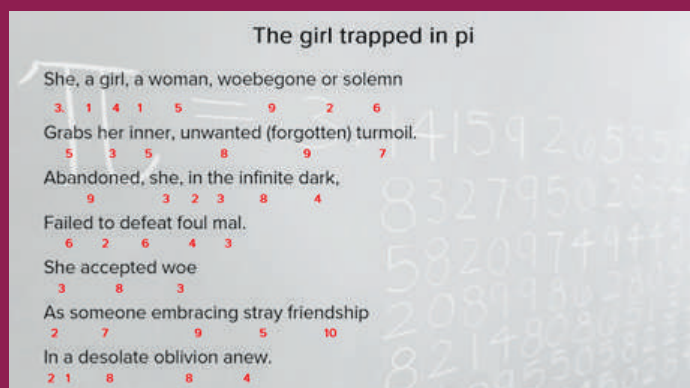 The girl trapped in pi
She, a girl, a woman, woebegone or solemn
3. 1 4 1 5 9 2 6
Grabs her inner, unwanted (forgotten) turmoil.
5 3 5 8 9 7
Abandoned, she, in the infinite dark,
9 3 2 3 8 4
Failed to defeat foul mal.
6 2 6 4 3
She accepted woe
3 8 3
As someone embracing stray friendship
2 7 9 5 10
In a desolate oblivion anew.
2 1 8 8 4